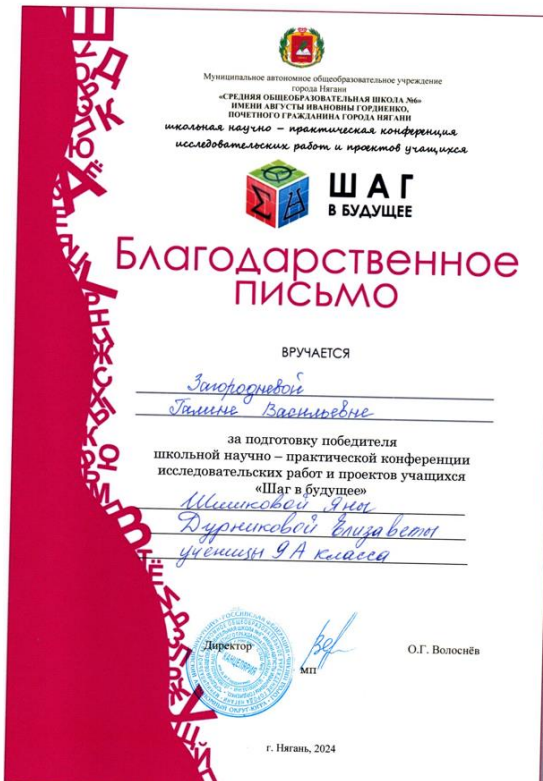 Муниципальное автономное общеобразовательное учреждение
города Нягани
«СРЕДНЯЯ ОБЩЕОБРАЗОВАТЕЛЬНАЯ ШКОЛА №6»
ИМЕНИ АВГУСТЫ ИВАНОВНЫ ГОРДИЕНКО,
ПОЧЕТНОГО ГРАЖДАНИНА ГОРОДА НЯГАНИ
школьная научно – практическая конференция
исследовательских работ и проектов учащихся
ШАГ
В БУДУЩЕЕ
Благодарственное
письмо
ВРУЧАЕТСЯ
Загородневой
Галине Васильевне
за подготовку победителя
школьной научно – практической конференции
исследовательских работ и проектов учащихся
«Шаг в будущее»
Шишковой Яны
Дурниковой Елизаветы
ученицы 9 А класса
Директор
О.Г. Волоснёв
мп
КАНЦЕЛЯРИЯ
г. Нягань, 2024